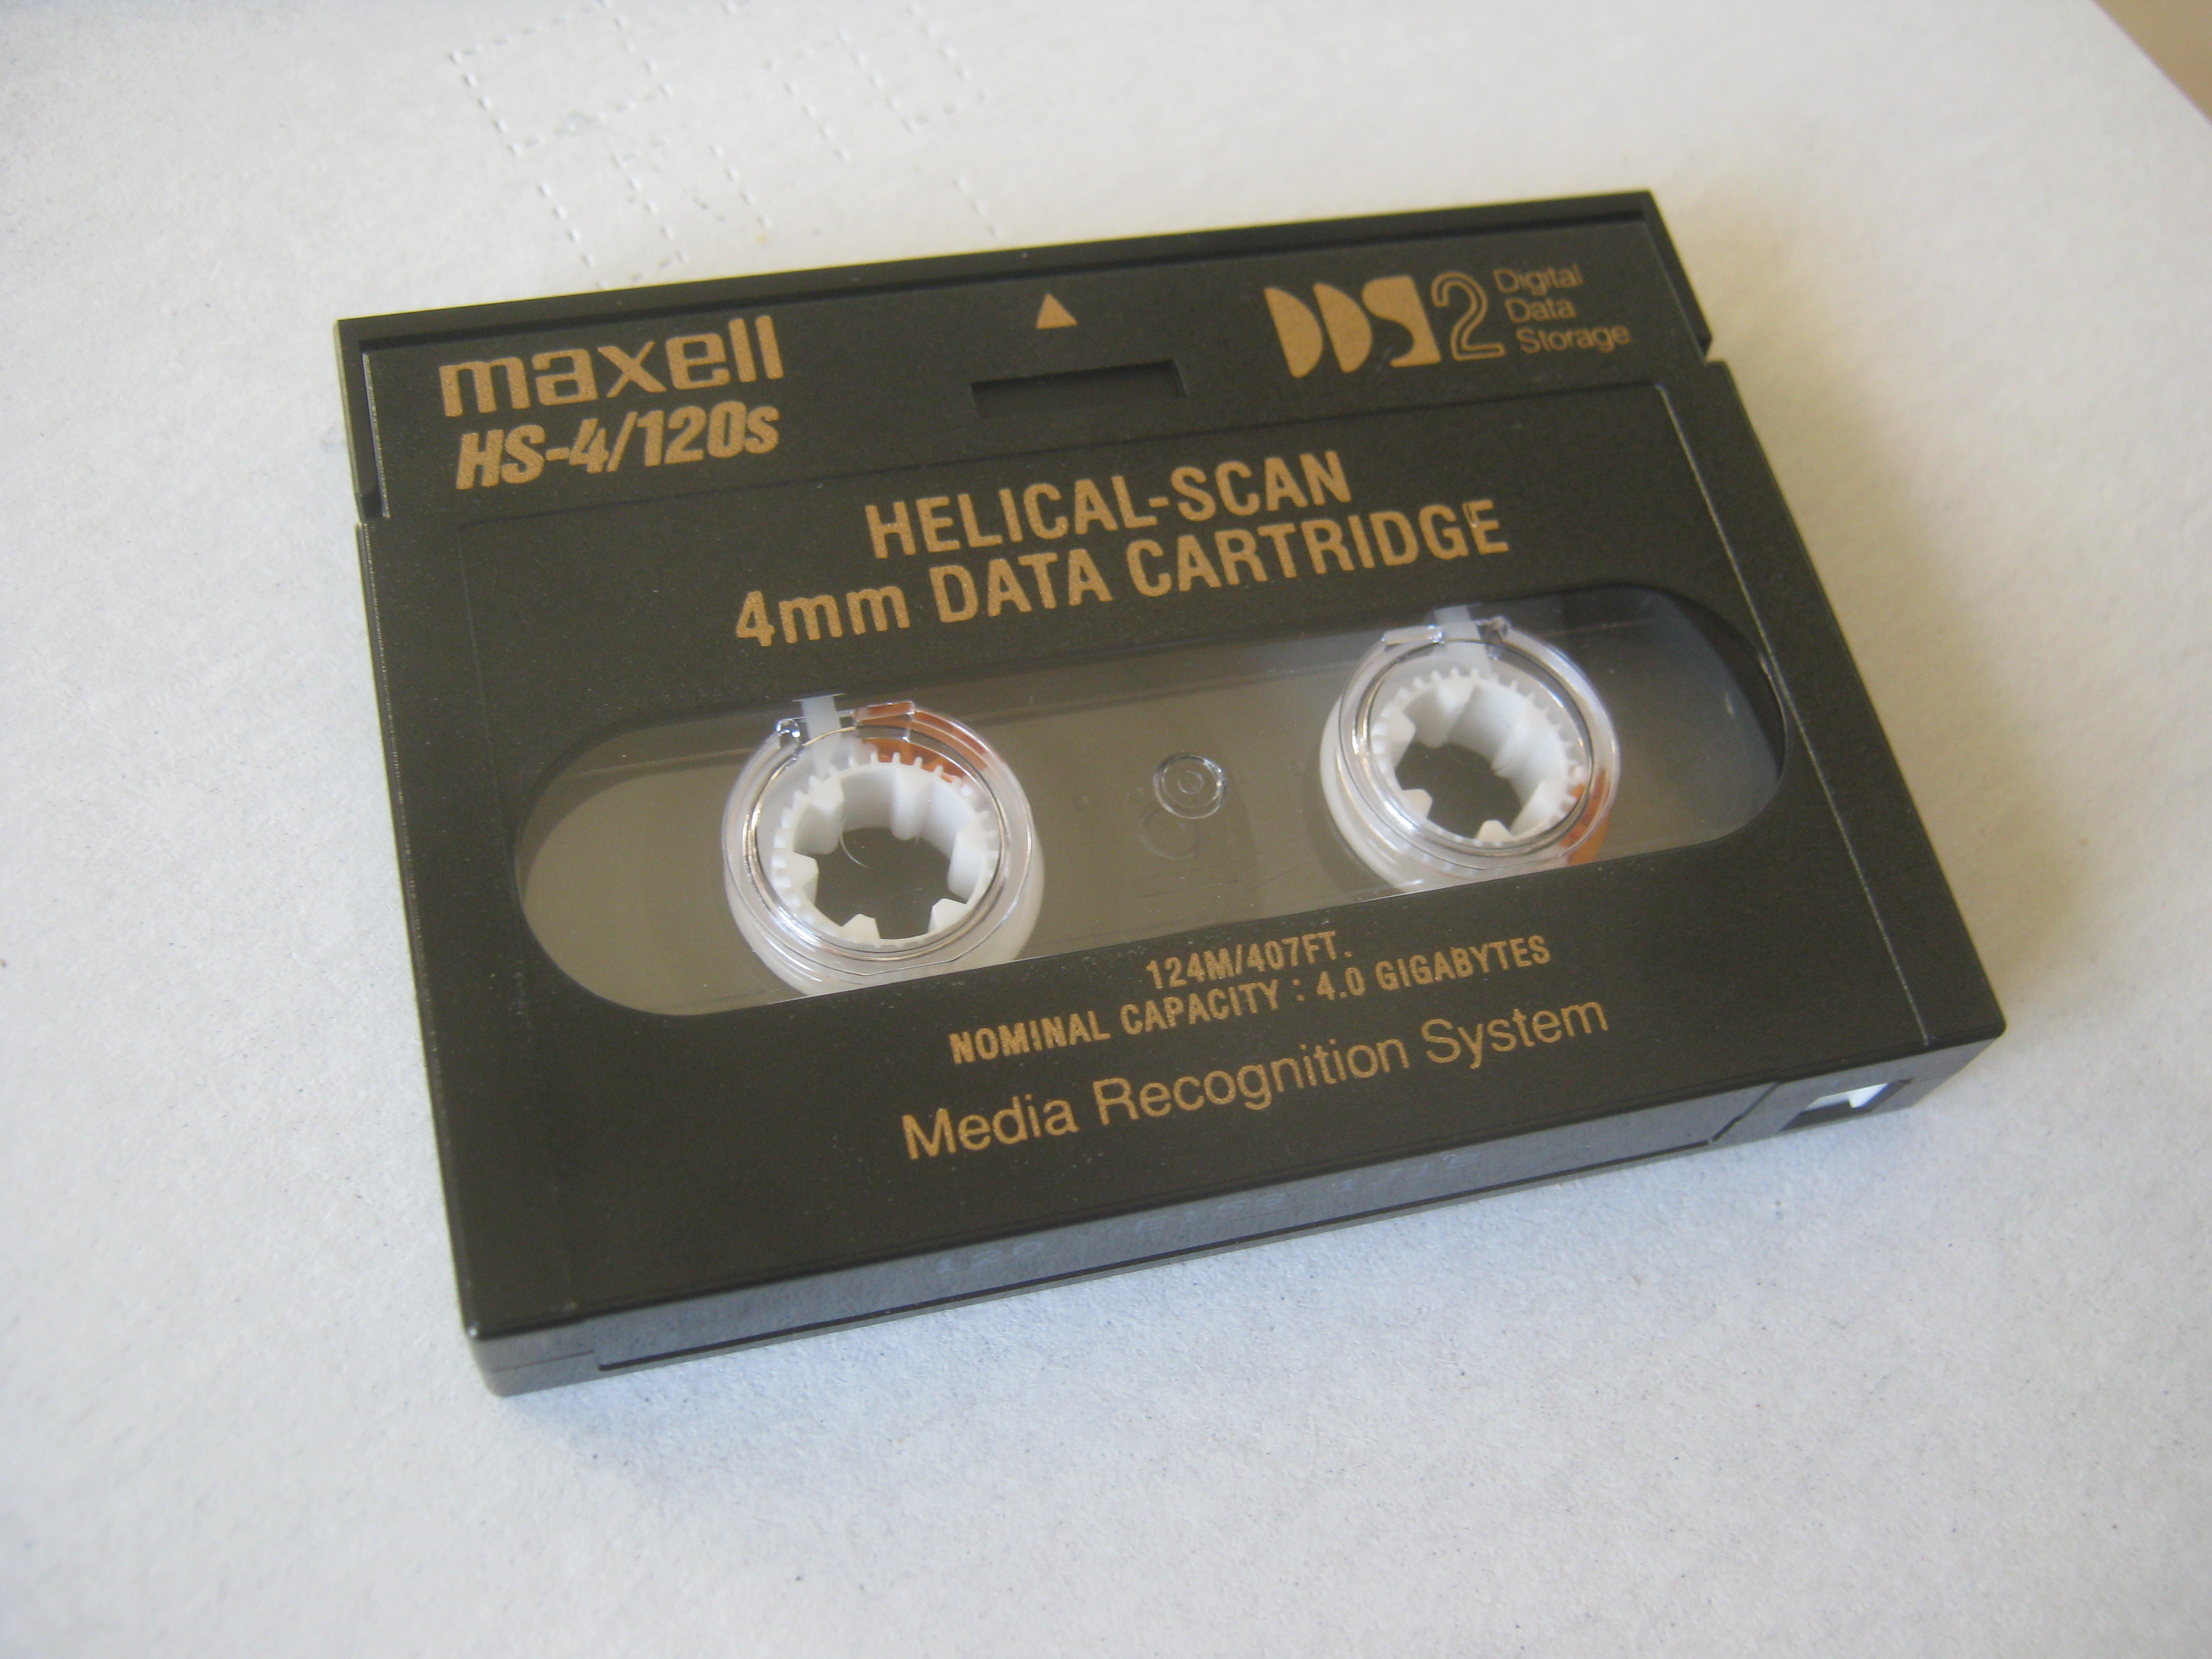 maxell
HS-4/120s
DDS2 Digital
Data
Storage
HELICAL-SCAN
4mm DATA CARTRIDGE
124M/407FT.
NOMINAL CAPACITY : 4.0 GIGABYTES
Media Recognition System